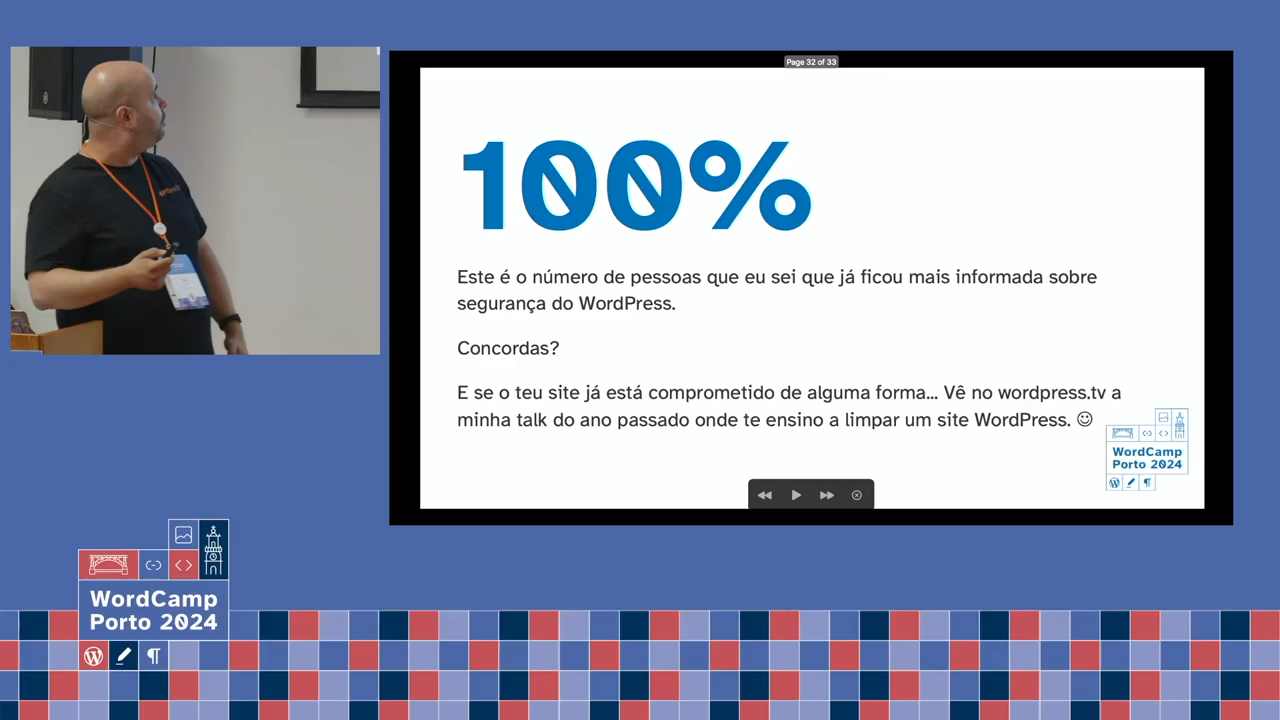 Page 32 of 33
100%
Este é o número de pessoas que eu sei que já ficou mais informada sobre
segurança do WordPress.
Concordas?
E se o teu site já está comprometido de alguma forma... Vê no wordpress.tv a
minha talk do ano passado onde te ensino a limpar um site WordPress. ☺
WordCamp
Porto 2024
WordCamp
Porto 2024